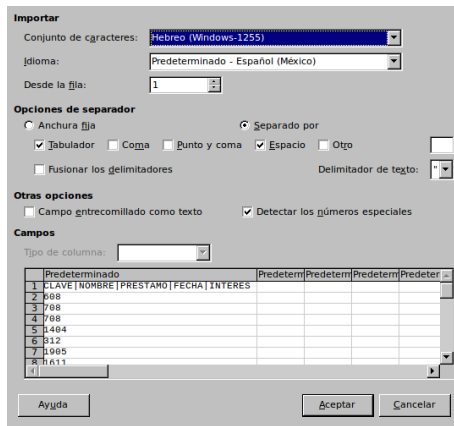 Importar
Conjunto de caracteres: Hebreo (Windows-1255)
Idioma: Predeterminado - Español (México)
Desde la fila: 1
Opciones de separador
Anchura fija Separado por
Tabulador Coma Punto y coma Espacio Otro
Fusionar los delimitadores Delimitador de texto: "
Otras opciones
Campo entrecomillado como texto Detectar los números especiales
Campos
Tipo de columna:
Predeterminado Predeterm Predeterm Predeterm Predeter
1 CLAVE|NOMBRE|PRESTAMO|FECHA|INTERES
2 608
3 708
4 708
5 1404
6 312
7 1905
8 1611
Ayuda Aceptar Cancelar